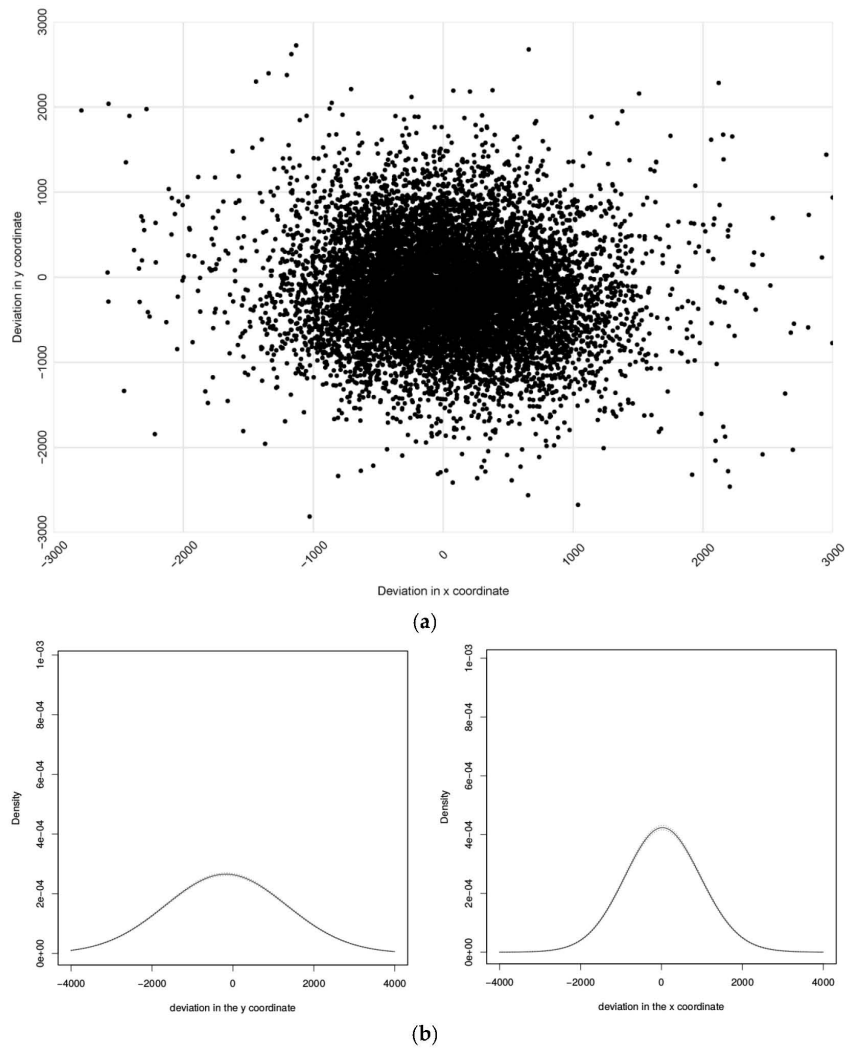 3000
2000
1000
0
−1000
−2000
−3000
Deviation in y coordinate
−3000
−2000
−1000
0
1000
2000
3000
Deviation in x coordinate
(a)
1e−03
8e−04
6e−04
4e−04
2e−04
0e+00
Density
−4000
−2000
0
2000
4000
deviation in the y coordinate
1e−03
8e−04
6e−04
4e−04
2e−04
0e+00
Density
−4000
−2000
0
2000
4000
deviation in the x coordinate
(b)